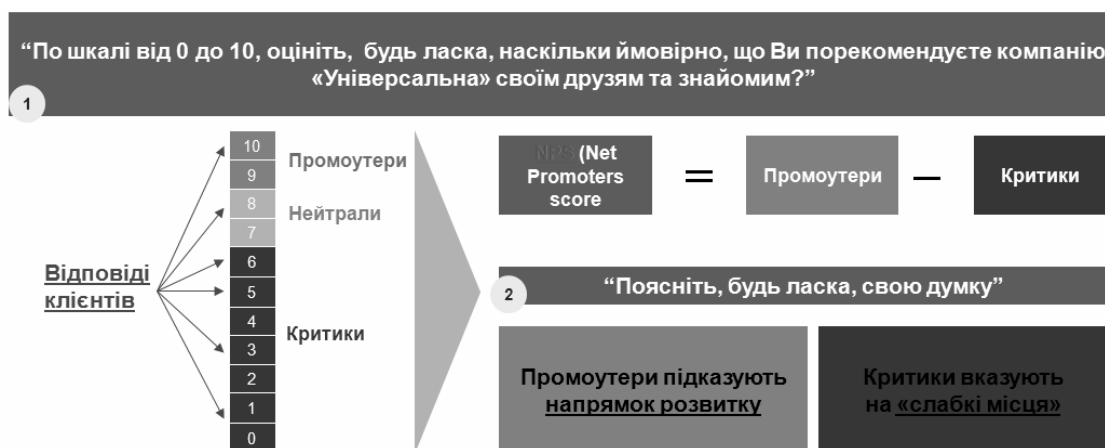 “По шкалі від 0 до 10, оцініть, будь ласка, наскільки ймовірно, що Ви порекомендуєте компанію
«Універсальна» своїм друзям та знайомим?”
1
Відповіді
клієнтів
10
9
8
7
6
5
4
3
2
1
0
Промоутери
Нейтрали
Критики
NPS (Net
Promoters
score
=
Промоутери
–
Критики
2
“Поясніть, будь ласка, свою думку”
Промоутери підказують
напрямок розвитку
Критики вказують
на «слабкі місця»